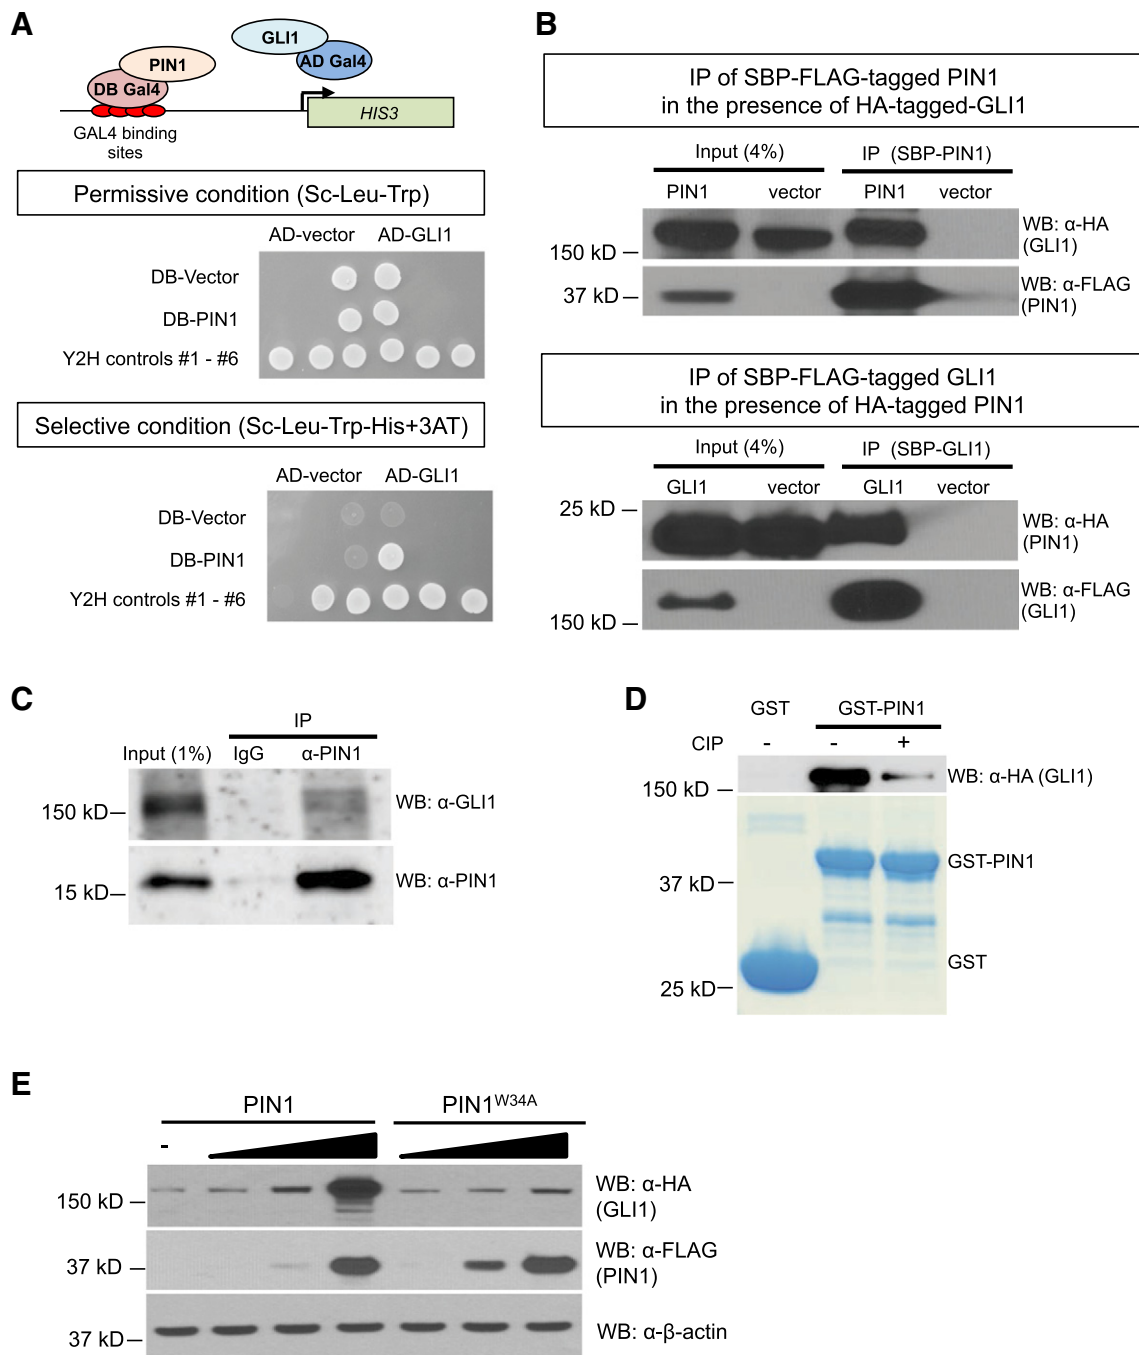 A
GLI1
PIN1
AD Gal4
DB Gal4
HIS3
GAL4 binding
sites
Permissive condition (Sc-Leu-Trp)
AD-vector AD-GLI1
DB-Vector
DB-PIN1
Y2H controls #1 - #6
Selective condition (Sc-Leu-Trp-His+3AT)
AD-vector AD-GLI1
DB-Vector
DB-PIN1
Y2H controls #1 - #6
B
IP of SBP-FLAG-tagged PIN1
in the presence of HA-tagged-GLI1
Input (4%) IP (SBP-PIN1)
PIN1 vector PIN1 vector
WB: α-HA
(GLI1)
150 kD
37 kD
WB: α-FLAG
(PIN1)
IP of SBP-FLAG-tagged GLI1
in the presence of HA-tagged PIN1
Input (4%) IP (SBP-GLI1)
GLI1 vector GLI1 vector
25 kD
WB: α-HA
(PIN1)
WB: α-FLAG
(GLI1)
150 kD
C
IP
Input (1%) IgG α-PIN1
150 kD
WB: α-GLI1
15 kD
WB: α-PIN1
D
GST GST-PIN1
CIP - - +
WB: α-HA (GLI1)
150 kD
GST-PIN1
37 kD
GST
25 kD
E
PIN1 PIN1W34A
-
150 kD
WB: α-HA
(GLI1)
37 kD
WB: α-FLAG
(PIN1)
37 kD
WB: α-β-actin